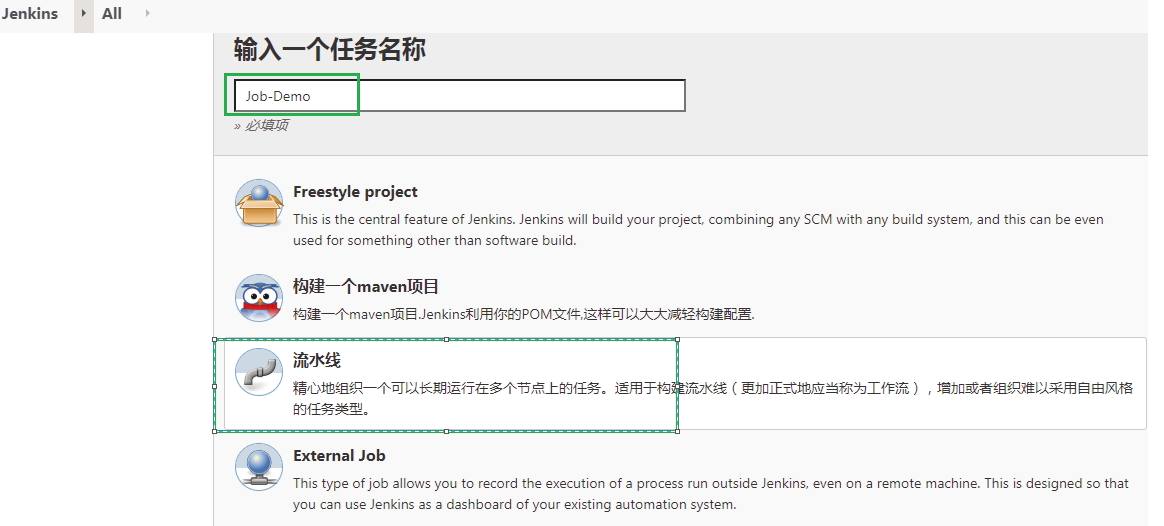 Jenkins All
输入一个任务名称
Job-Demo
» 必填项
Freestyle project
This is the central feature of Jenkins. Jenkins will build your project, combining any SCM with any build system, and this can be even
used for something other than software build.
构建一个maven项目
构建一个maven项目.Jenkins利用你的POM文件,这样可以大大减轻构建配置.
流水线
精心地组织一个可以长期运行在多个节点上的任务。适用于构建流水线（更加正式地应当称为工作流），增加或者组织难以采用自由风格
的任务类型。
External Job
This type of job allows you to record the execution of a process run outside Jenkins, even on a remote machine. This is designed so that
you can use Jenkins as a dashboard of your existing automation system.